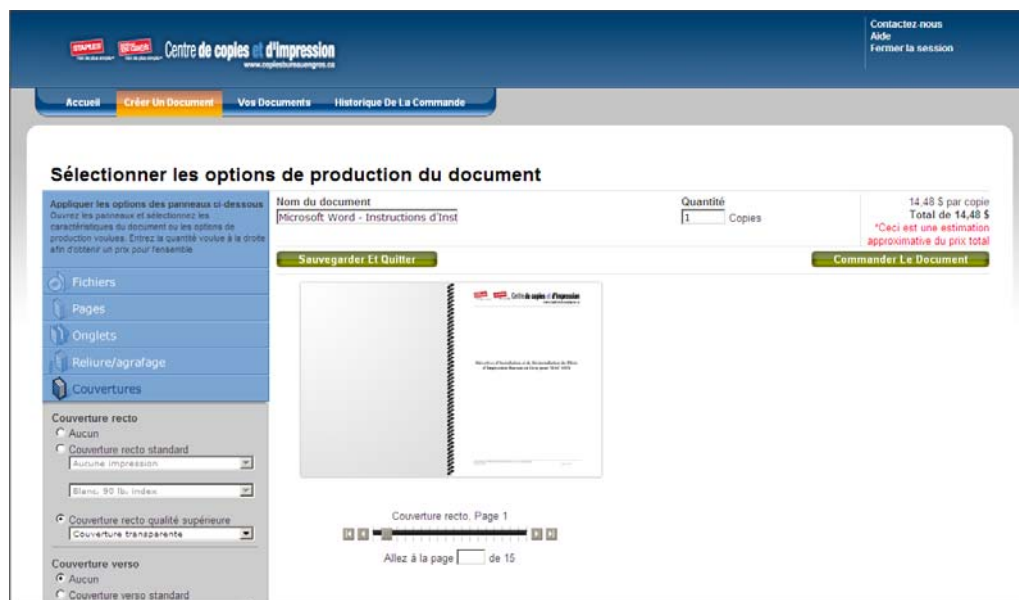 STAPLES
Centre de copies et d'impression
www.copiesbureauengros.ca
Contactez-nous
Aide
Fermer la session
Accueil
Créer Un Document
Vos Documents
Historique De La Commande
Sélectionner les options de production du document
Appliquer les options des panneaux ci-dessous
Ouvrez les panneaux et sélectionnez les
caractéristiques du document ou les options de
production voulues. Entrez la quantité voulue à la droite
afin d'obtenir un prix pour l'ensemble.
Fichiers
Pages
Onglets
Reliure/agrafage
Couvertures
Couverture recto
Aucun
Couverture recto standard
Aucune impression
Blanc, 90 lb. index
Couverture recto qualité supérieure
Couverture transparente
Couverture verso
Aucun
Couverture verso standard
Nom du document
Microsoft Word - Instructions d'Inst
Quantité
1 Copies
14,48 $ par copie
Total de 14,48 $
*Ceci est une estimation
approximative du prix total
Sauvegarder Et Quitter
Commander Le Document
Centre de copies et d'impression
Couverture recto, Page 1
Allez à la page de 15